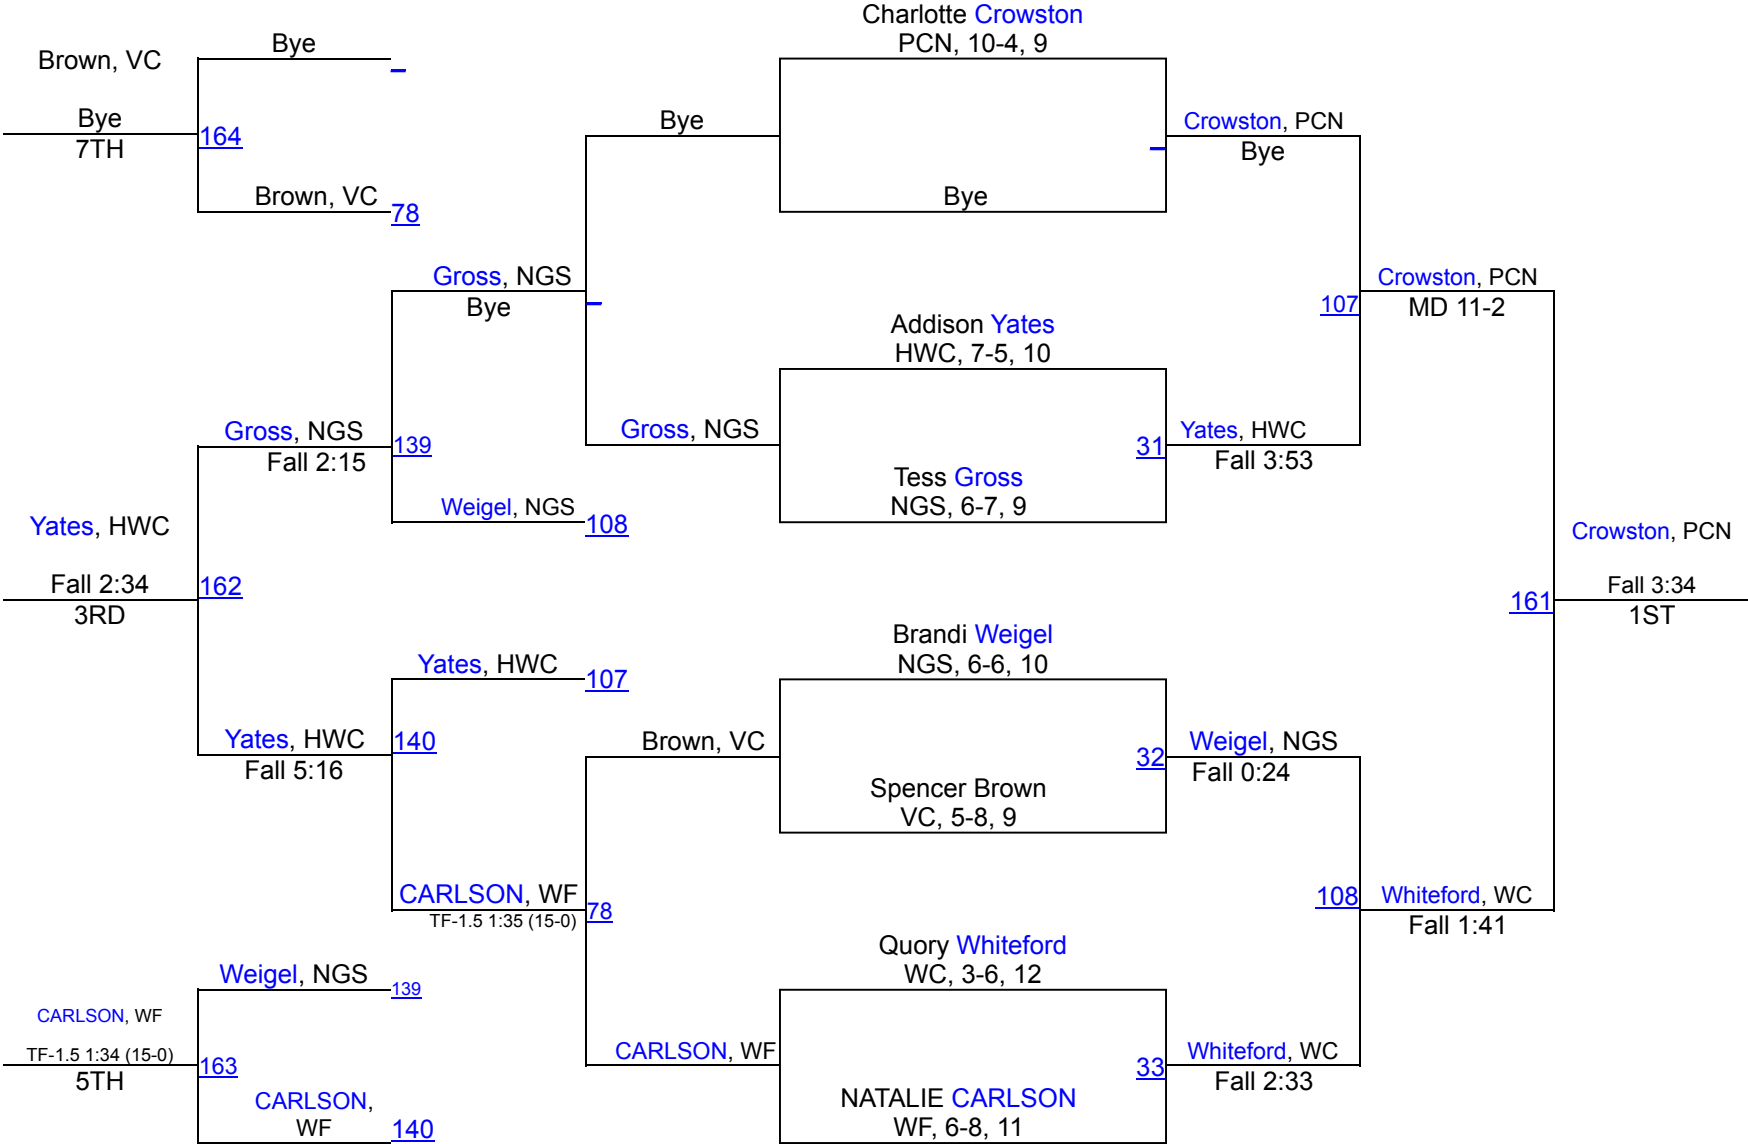 Charlotte Crowston
PCN, 10-4, 9
Bye
Brown, VC
Bye
7TH
164
Brown, VC
78
Bye
Crowston, PCN
Bye
Bye
Gross, NGS
Bye
Crowston, PCN
MD 11-2
107
Addison Yates
HWC, 7-5, 10
Gross, NGS
Fall 2:15
139
Gross, NGS
31
Yates, HWC
Fall 3:53
Tess Gross
NGS, 6-7, 9
Weigel, NGS
108
Yates, HWC
Fall 2:34
3RD
162
Crowston, PCN
Fall 3:34
1ST
161
Brandi Weigel
NGS, 6-6, 10
Yates, HWC
107
Yates, HWC
Fall 5:16
140
Brown, VC
32
Weigel, NGS
Fall 0:24
Spencer Brown
VC, 5-8, 9
CARLSON, WF
TF-1.5 1:35 (15-0)
78
108
Whiteford, WC
Fall 1:41
Quory Whiteford
WC, 3-6, 12
Weigel, NGS
139
CARLSON, WF
TF-1.5 1:34 (15-0)
5TH
163
CARLSON, WF
33
Whiteford, WC
Fall 2:33
CARLSON,
WF
140
NATALIE CARLSON
WF, 6-8, 11